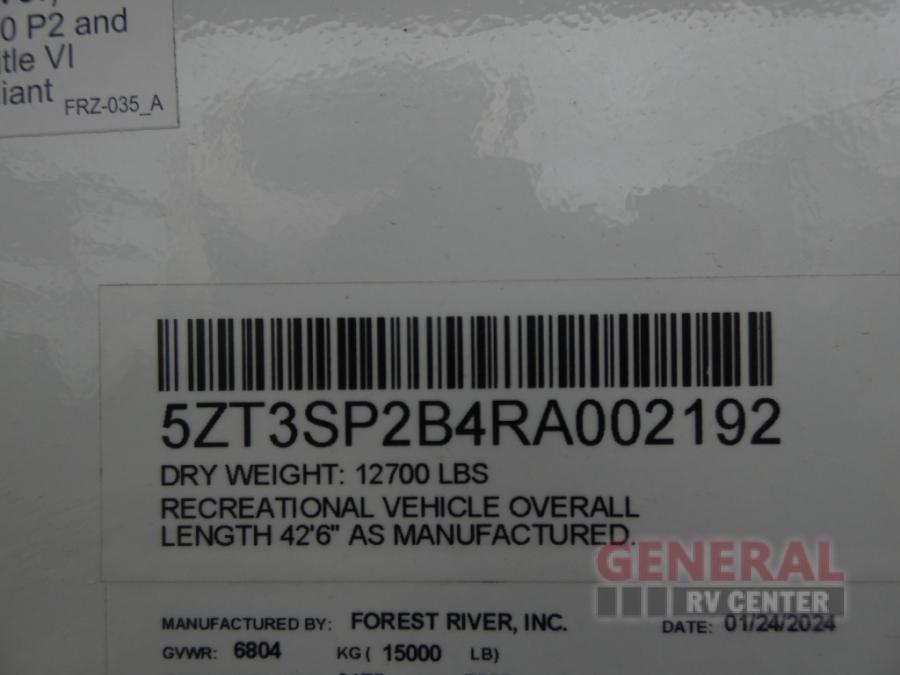 0 P2 and
itle VI
iant FRZ-035_A
5ZT3SP2B4RA002192
DRY WEIGHT: 12700 LBS
RECREATIONAL VEHICLE OVERALL
LENGTH 42'6" AS MANUFACTURED.
GENERAL
RV CENTER
MANUFACTURED BY: FOREST RIVER, INC. DATE: 01/24/2024
GVWR: 6804 KG ( 15000 LB)